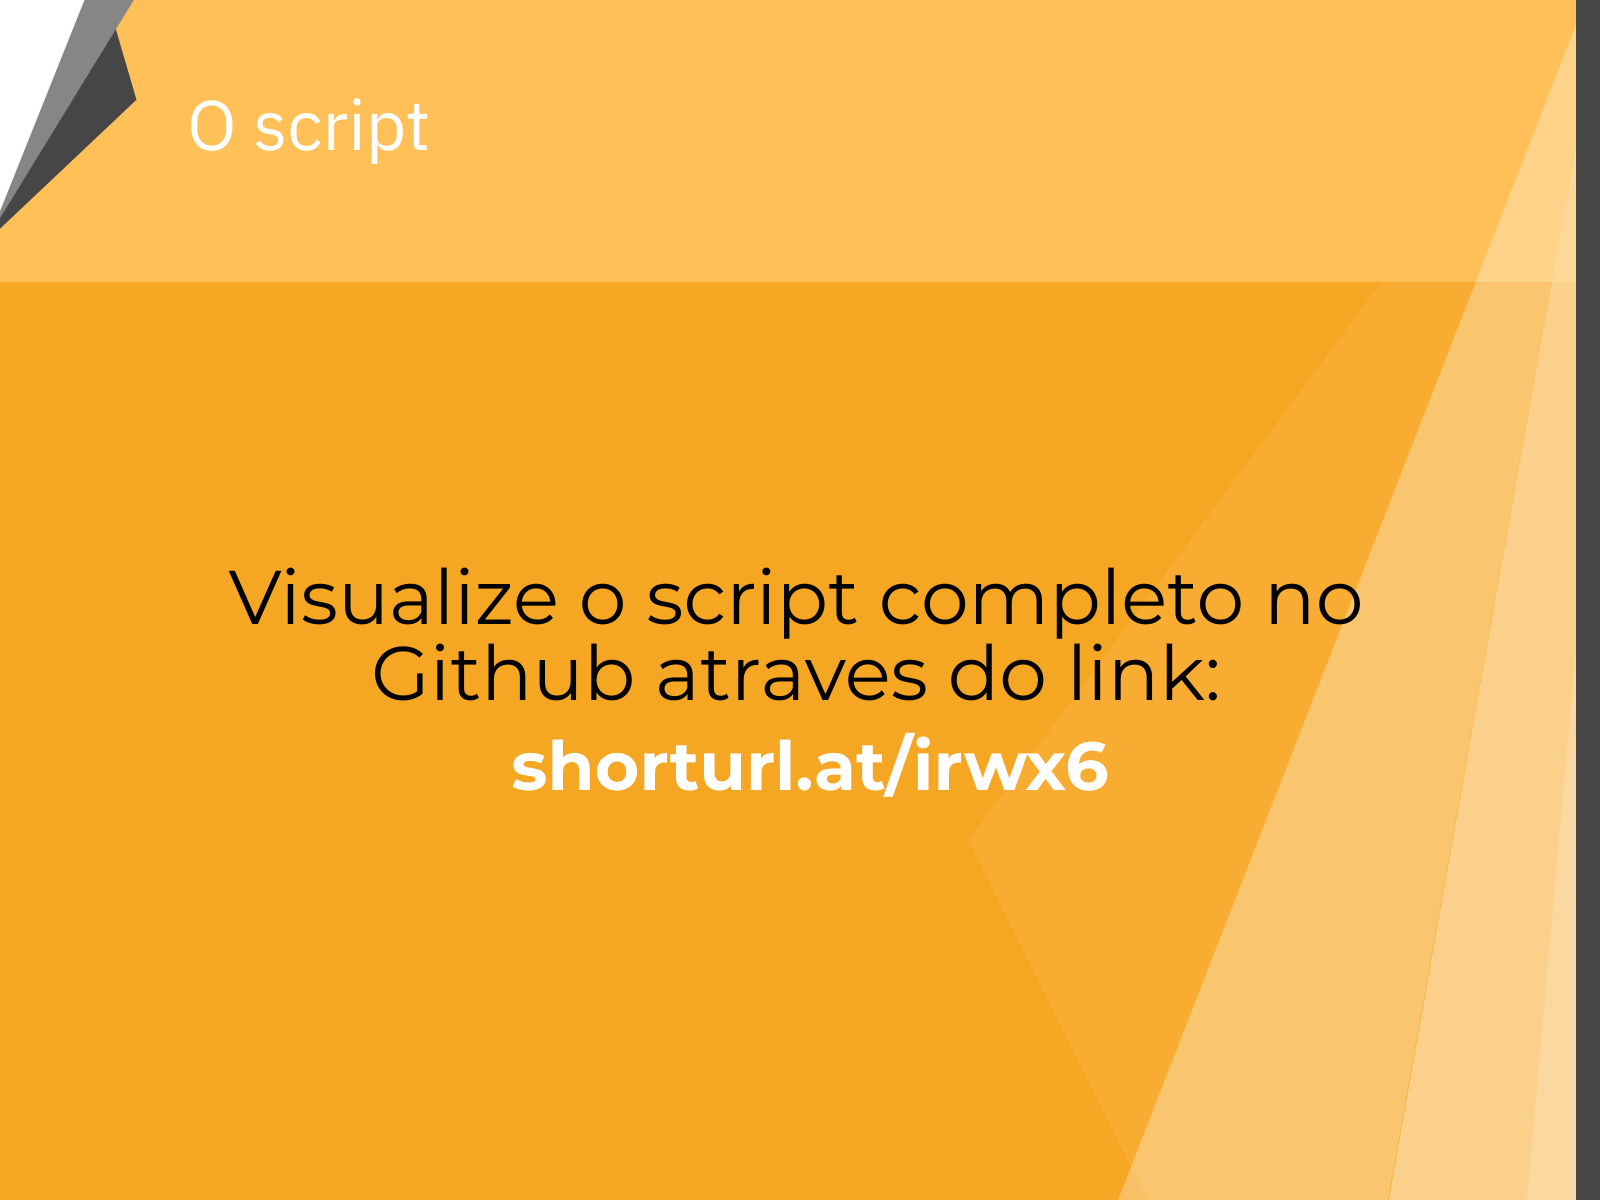 O script
Visualize o script completo no
Github atraves do link:
shorturl.at/irwx6